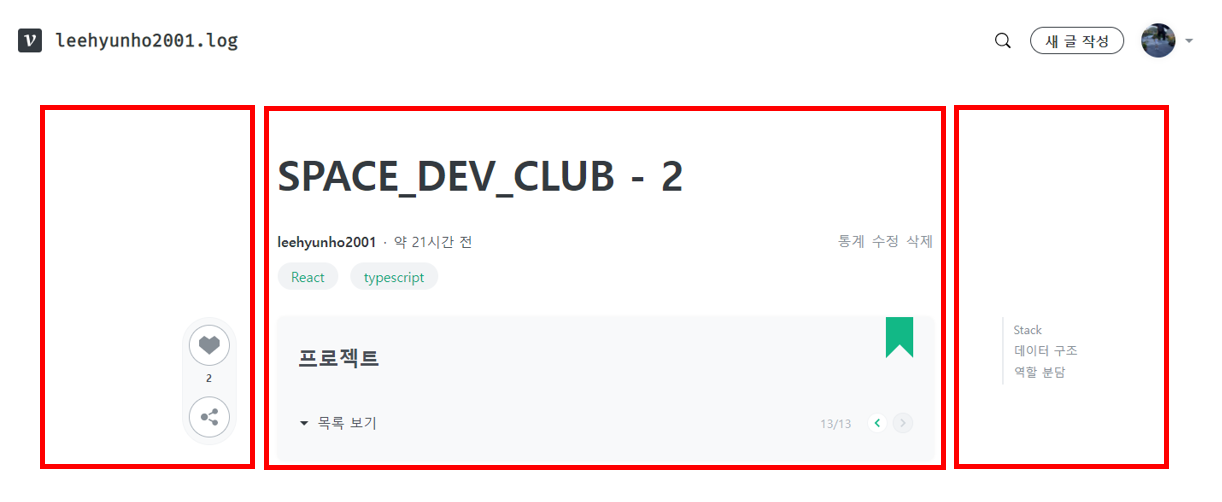 v leehyunho2001.log
새 글 작성
SPACE_DEV_CLUB - 2
leehyunho2001 · 약 21시간 전
통계 수정 삭제
React typescript
프로젝트
2
목록 보기
13/13
Stack
데이터 구조
역할 분담